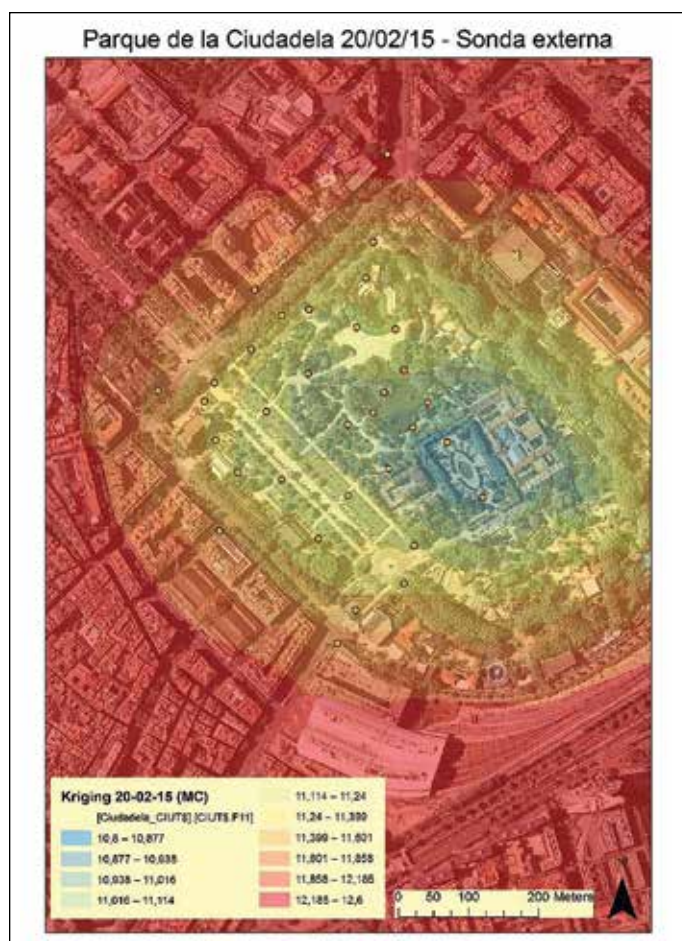 Parque de la Ciudadela 20/02/15 - Sonda externa
Kriging 20-02-15 (MC)
[Ciudadela_CIUT$].[CIUT$.F11]
10,8 – 10,877
10,877 – 10,938
10,938 – 11,016
11,016 – 11,114
11,114 – 11,24
11,24 – 11,399
11,399 – 11,601
11,601 – 11,858
11,858 – 12,185
12,185 – 12,6
0 50 100 200 Meters